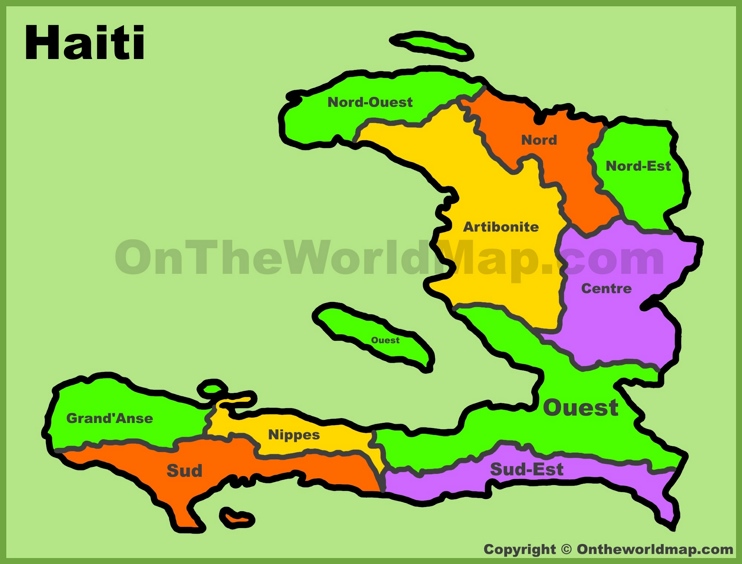 Haiti
Nord-Ouest
Nord
Nord-Est
Artibonite
OnTheWorldMap.com
Centre
Ouest
Ouest
Grand'Anse
Nippes
Sud
Sud-Est
Copyright © Ontheworldmap.com